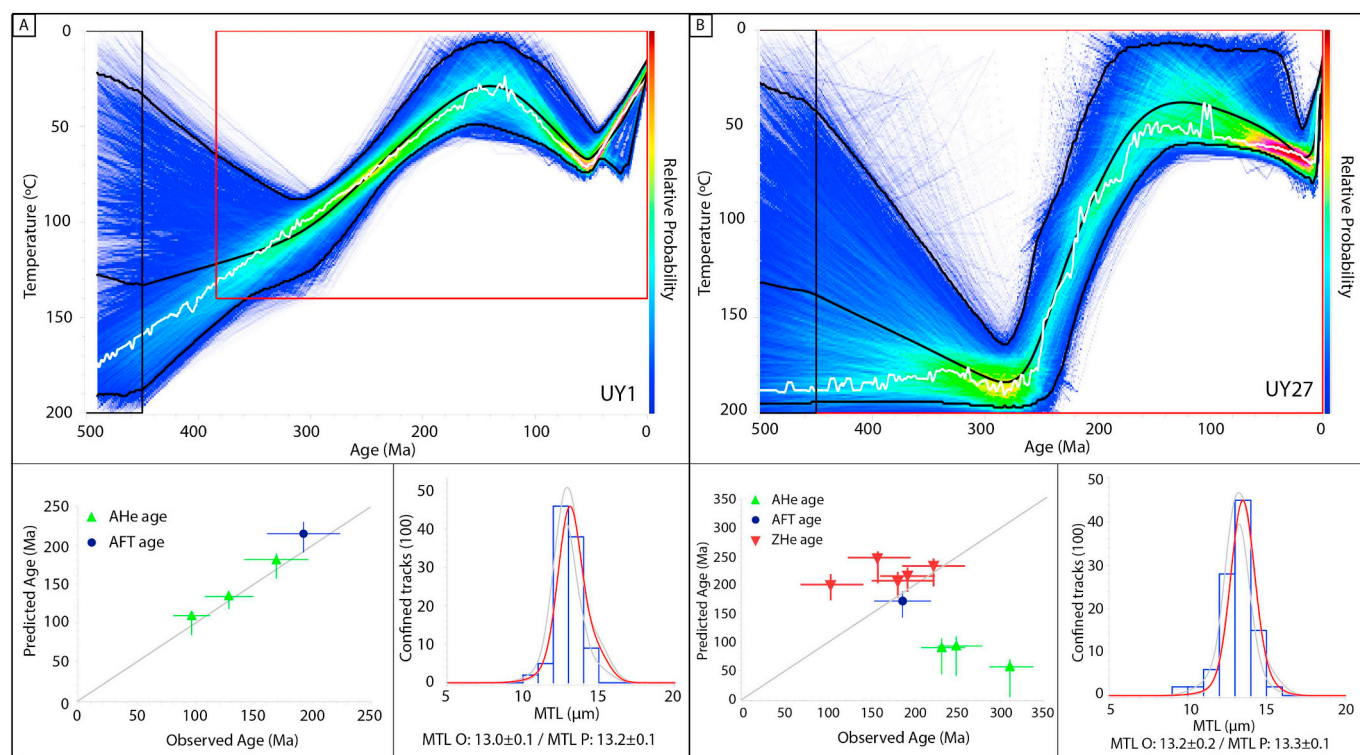 A
0
50
100
150
200
Temperature (ºC)
500
400
300
200
100
0
Age (Ma)
UY1
Relative Probability
B
0
50
100
150
200
Temperature (ºC)
500
400
300
200
100
0
Age (Ma)
UY27
Relative Probability
250
200
150
100
50
0
Predicted Age (Ma)
AHe age
AFT age
0
50
100
150
200
250
Observed Age (Ma)
50
40
30
20
10
0
Confined tracks (100)
5
10
15
20
MTL (µm)
MTL O: 13.0±0.1 / MTL P: 13.2±0.1
350
300
250
200
150
100
50
0
Predicted Age (Ma)
AHe age
AFT age
ZHe age
0
50
100
150
200
250
300
350
Observed Age (Ma)
50
40
30
20
10
0
Confined tracks (100)
5
10
15
20
MTL (µm)
MTL O: 13.2±0.2 / MTL P: 13.3±0.1